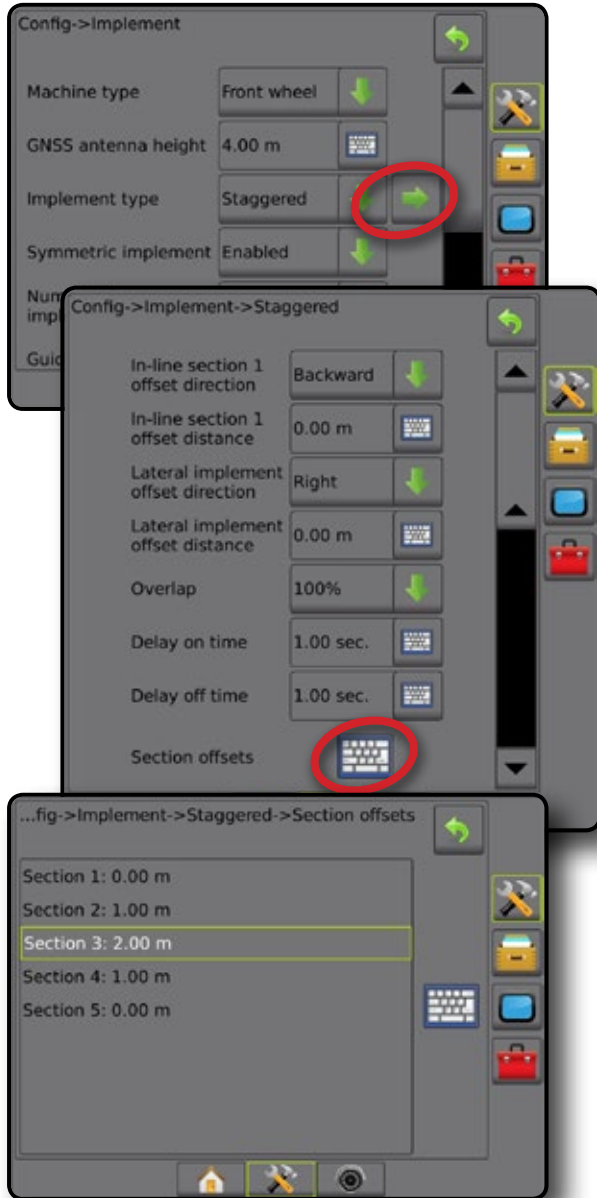 Config->Implement
Machine type
Front wheel
GNSS antenna height
4.00 m
Implement type
Staggered
Symmetric implement
Enabled
Num
impl
Guid
Config->Implement->Staggered
In-line section 1
offset direction
Backward
In-line section 1
offset distance
0.00 m
Lateral implement
offset direction
Right
Lateral implement
offset distance
0.00 m
Overlap
100%
Delay on time
1.00 sec.
Delay off time
1.00 sec.
Section offsets
...fig->Implement->Staggered->Section offsets
Section 1: 0.00 m
Section 2: 1.00 m
Section 3: 2.00 m
Section 4: 1.00 m
Section 5: 0.00 m